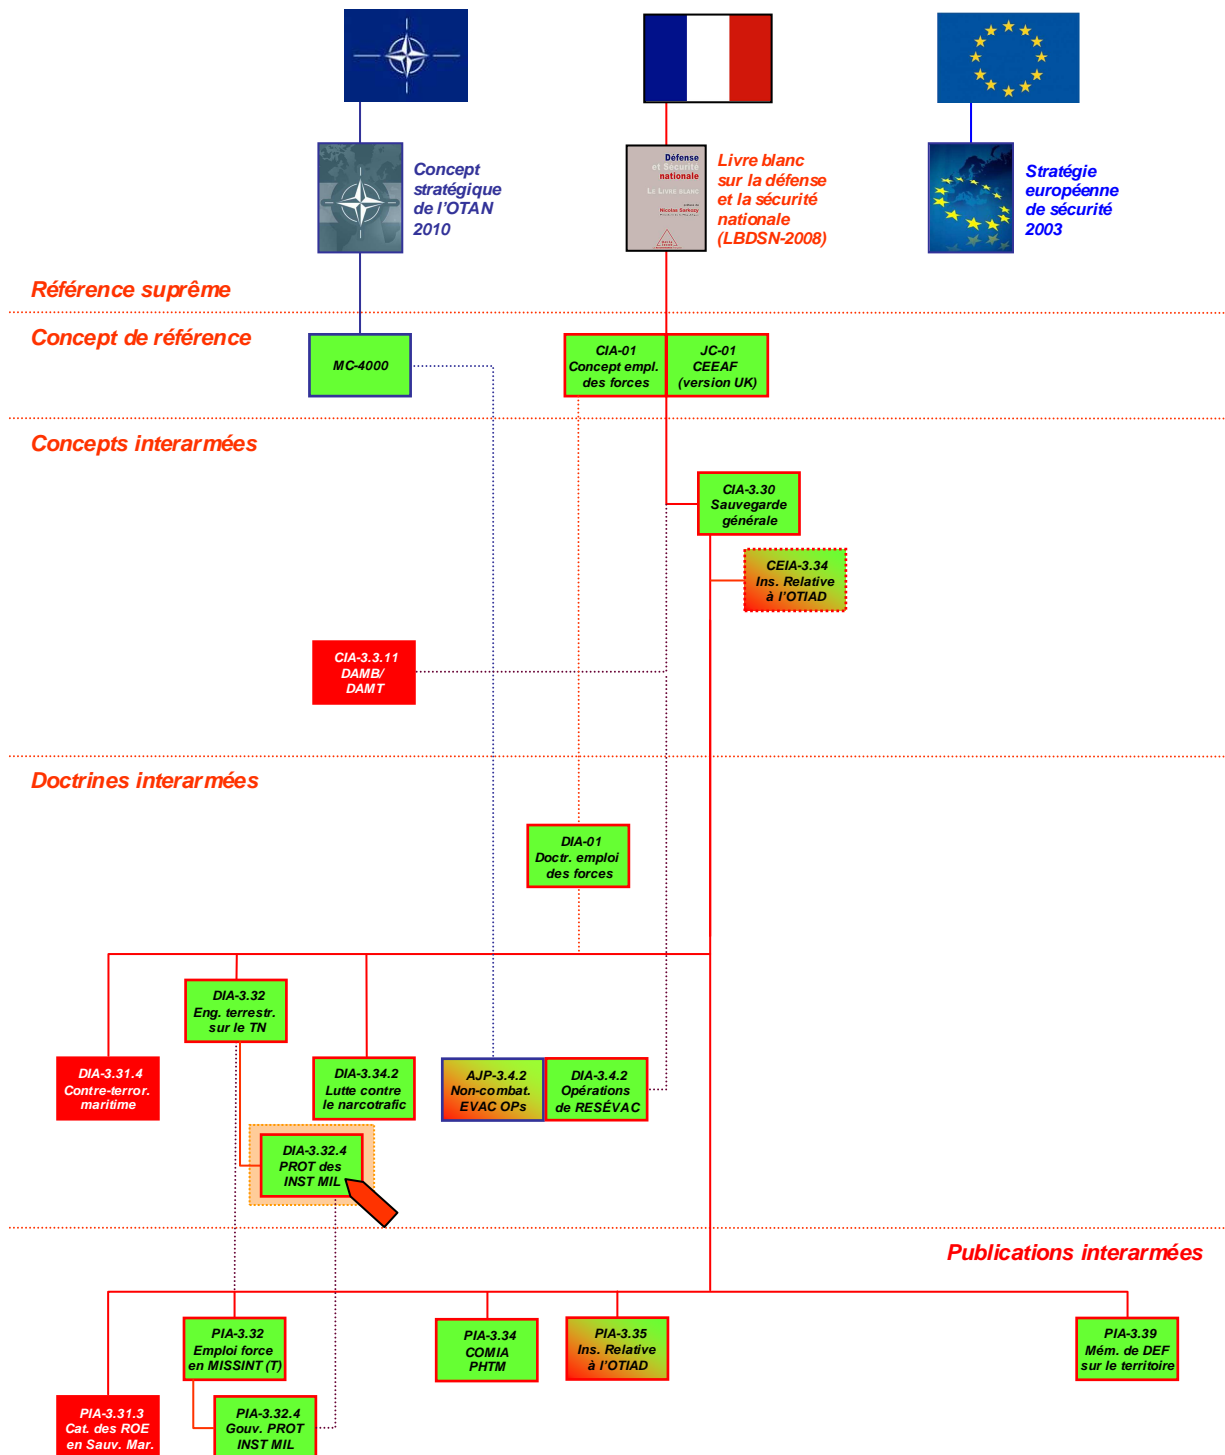 Défense
et Sécurité
nationale
LE LIVRE BLANC
Nicolas Sarkozy
Concept
stratégique
de l'OTAN
2010
Livre blanc
sur la défense
et la sécurité
nationale
(LBDSN-2008)
Stratégie
européenne
de sécurité
2003
Référence suprême
Concept de référence
MC-4000
CIA-01
Concept empl.
des forces
JC-01
CEEAF
(version UK)
Concepts interarmées
CIA-3.30
Sauvegarde
générale
CEIA-3.34
Ins. Relative
à l'OTIAD
CIA-3.3.11
DAMB/
DAMT
Doctrines interarmées
DIA-01
Doctr. emploi
des forces
DIA-3.32
Eng. terrestr.
sur le TN
DIA-3.31.4
Contre-terror.
maritime
DIA-3.34.2
Lutte contre
le narcotrafic
AJP-3.4.2
Non-combat.
EVAC OPs
DIA-3.4.2
Opérations
de RESÉVAC
DIA-3.32.4
PROT des
INST MIL
Publications interarmées
PIA-3.32
Emploi force
en MISSINT (T)
PIA-3.34
COMIA
PHTM
PIA-3.35
Ins. Relative
à l'OTIAD
PIA-3.39
Mém. de DEF
sur le territoire
PIA-3.31.3
Cat. des ROE
en Sauv. Mar.
PIA-3.32.4
Gouv. PROT
INST MIL